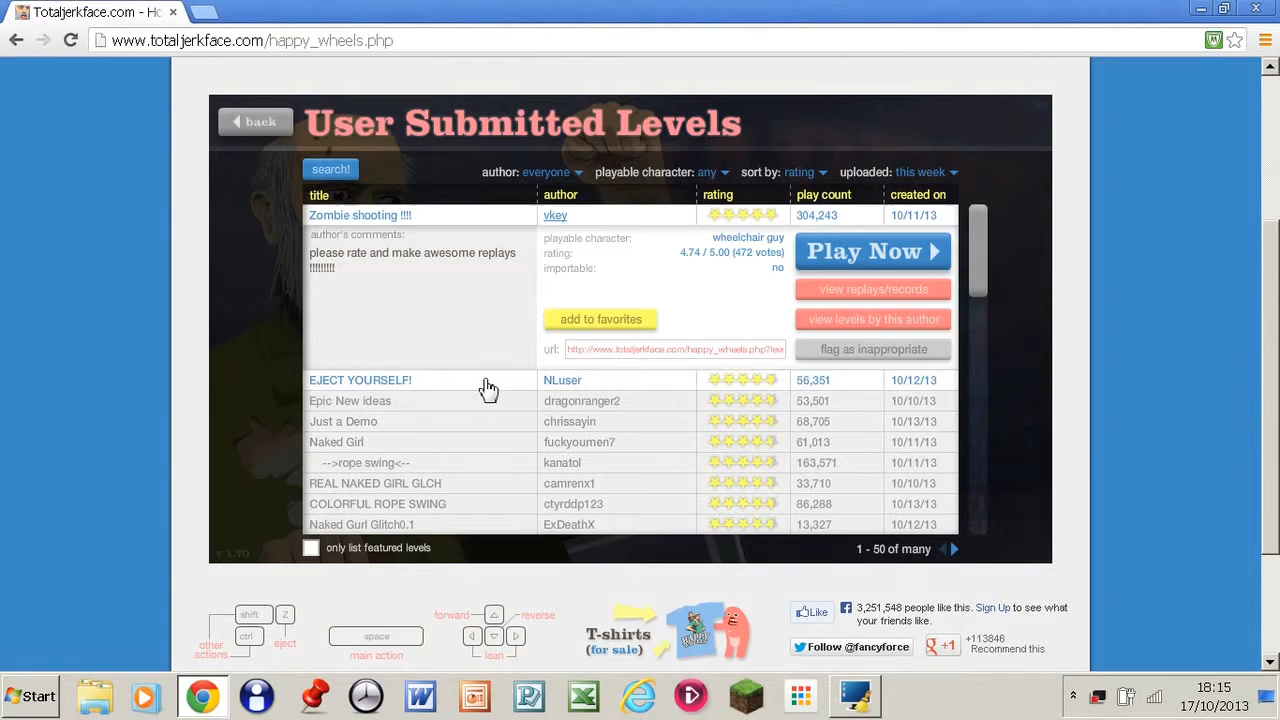 Totaljerkface.com - Ho
www.totaljerkface.com/happy_wheels.php
back
User Submitted Levels
search!
author: everyone
playable character: any
sort by: rating
uploaded: this week
title author rating play count created on
Zombie shooting !!!! vkey 304,243 10/11/13
author's comments:
please rate and make awesome replays
!!!!!!!!!
playable character: wheelchair guy
rating: 4.74 / 5.00 (472 votes)
importable: no
add to favorites
url: http://www.totaljerkface.com/happy_wheels.php?leve
Play Now
view replays/records
view levels by this author
flag as inappropriate
EJECT YOURSELF! NLuser 56,351 10/12/13
Epic New ideas dragonranger2 53,501 10/10/13
Just a Demo chrissayin 68,705 10/13/13
Naked Girl fuckyoumen7 61,013 10/11/13
-->rope swing<-- kanatol 163,571 10/11/13
REAL NAKED GIRL GLCH camrenx1 33,710 10/10/13
COLORFUL ROPE SWING ctyrddp123 86,288 10/13/13
Naked Gurl Glitch0.1 ExDeathX 13,327 10/12/13
only list featured levels
1 - 50 of many
v 1.70
shift Z
ctrl eject
other
actions
space
main action
forward reverse
lean
T-shirts
(for sale)
HAPPY
Like
3,251,548 people like this. Sign Up to see what
your friends like.
Follow @fancyforce
+1
+113846
Recommend this
Start
18:15
17/10/2013